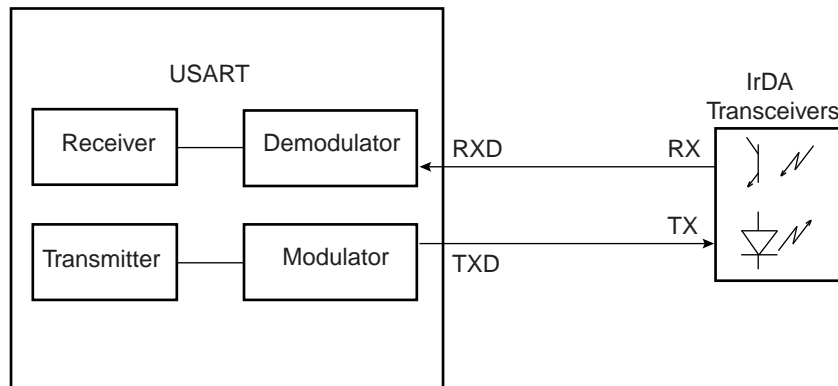 USART
IrDA
Transceivers
Receiver
Demodulator
RXD
RX
Transmitter
Modulator
TXD
TX